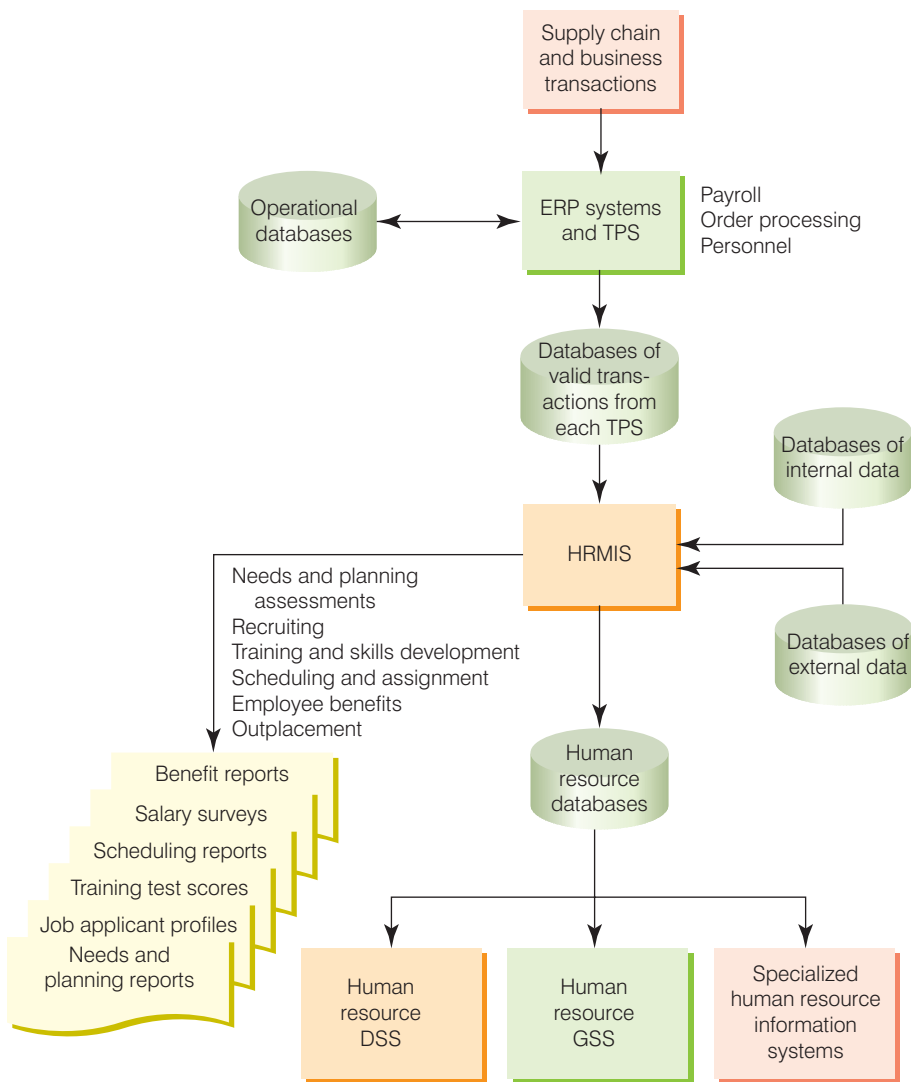 Supply chain
and business
transactions
Operational
databases
ERP systems
and TPS
Payroll
Order processing
Personnel
Databases of
valid trans-
actions from
each TPS
Databases of
internal data
HRMIS
Databases of
external data
Needs and planning
assessments
Recruiting
Training and skills development
Scheduling and assignment
Employee benefits
Outplacement
Human
resource
databases
Benefit reports
Salary surveys
Scheduling reports
Training test scores
Job applicant profiles
Needs and
planning reports
Human
resource
DSS
Human
resource
GSS
Specialized
human resource
information
systems